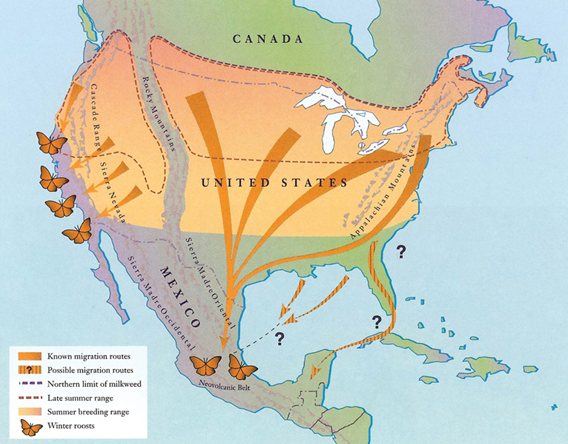 CANADA
Rocky Mountains
Cascade Range
Sierra Nevada
UNITED STATES
Appalachian Mountains
?
Sierra Madre Oriental
MEXICO
Sierra Madre Occidental
?
?
Neovolcanic Belt
Known migration routes
? Possible migration routes
Northern limit of milkweed
Late summer range
Summer breeding range
Winter roosts